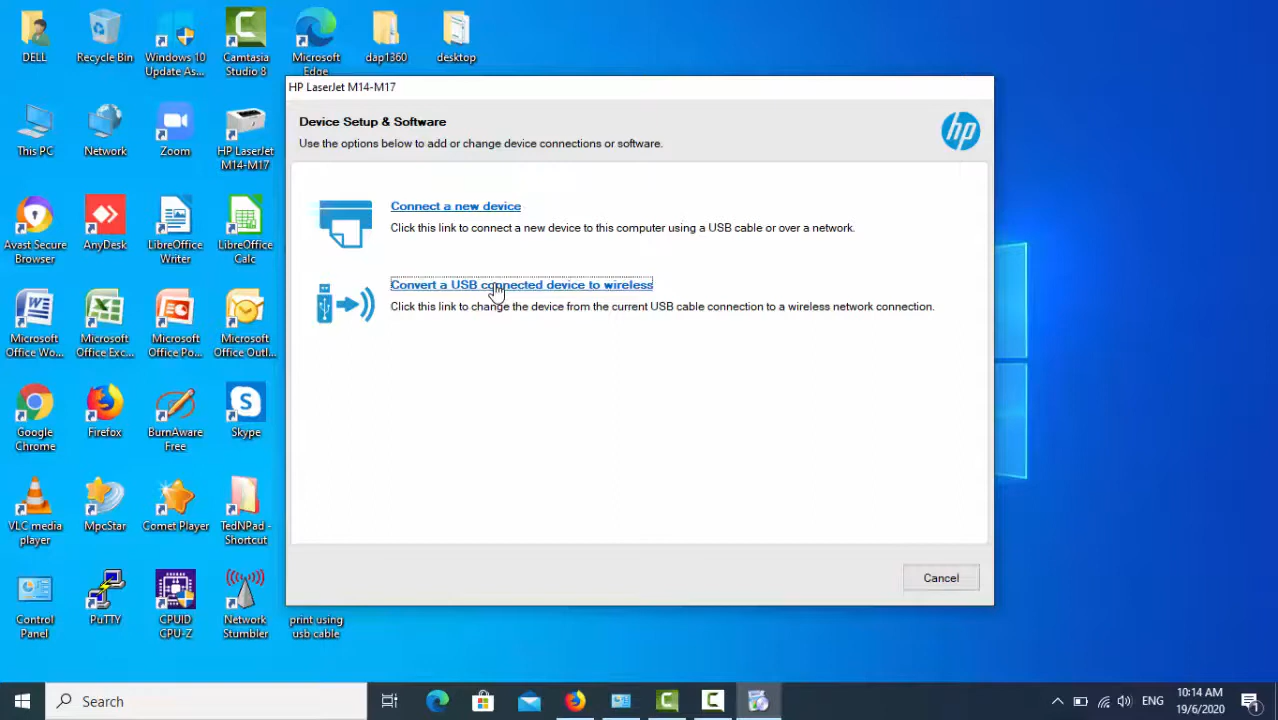 DELL
Recycle Bin
Windows 10
Update As...
Camtasia
Studio 8
Microsoft
Edge
dap1360
desktop
This PC
Network
Zoom
HP LaserJet
M14-M17
Avast Secure
Browser
AnyDesk
LibreOffice
Writer
LibreOffice
Calc
Microsoft
Office Wo...
Microsoft
Office Exc...
Microsoft
Office Po...
Microsoft
Office Outl...
Google
Chrome
Firefox
BurnAware
Free
Skype
VLC media
player
MpcStar
Comet Player
TedNPad -
Shortcut
Control
Panel
PuTTY
CPUID
CPU-Z
Network
Stumbler
print using
usb cable
HP LaserJet M14-M17
Device Setup & Software
Use the options below to add or change device connections or software.
hp
Connect a new device
Click this link to connect a new device to this computer using a USB cable or over a network.
Convert a USB connected device to wireless
Click this link to change the device from the current USB cable connection to a wireless network connection.
Cancel
Search
ENG
10:14 AM
19/6/2020
1